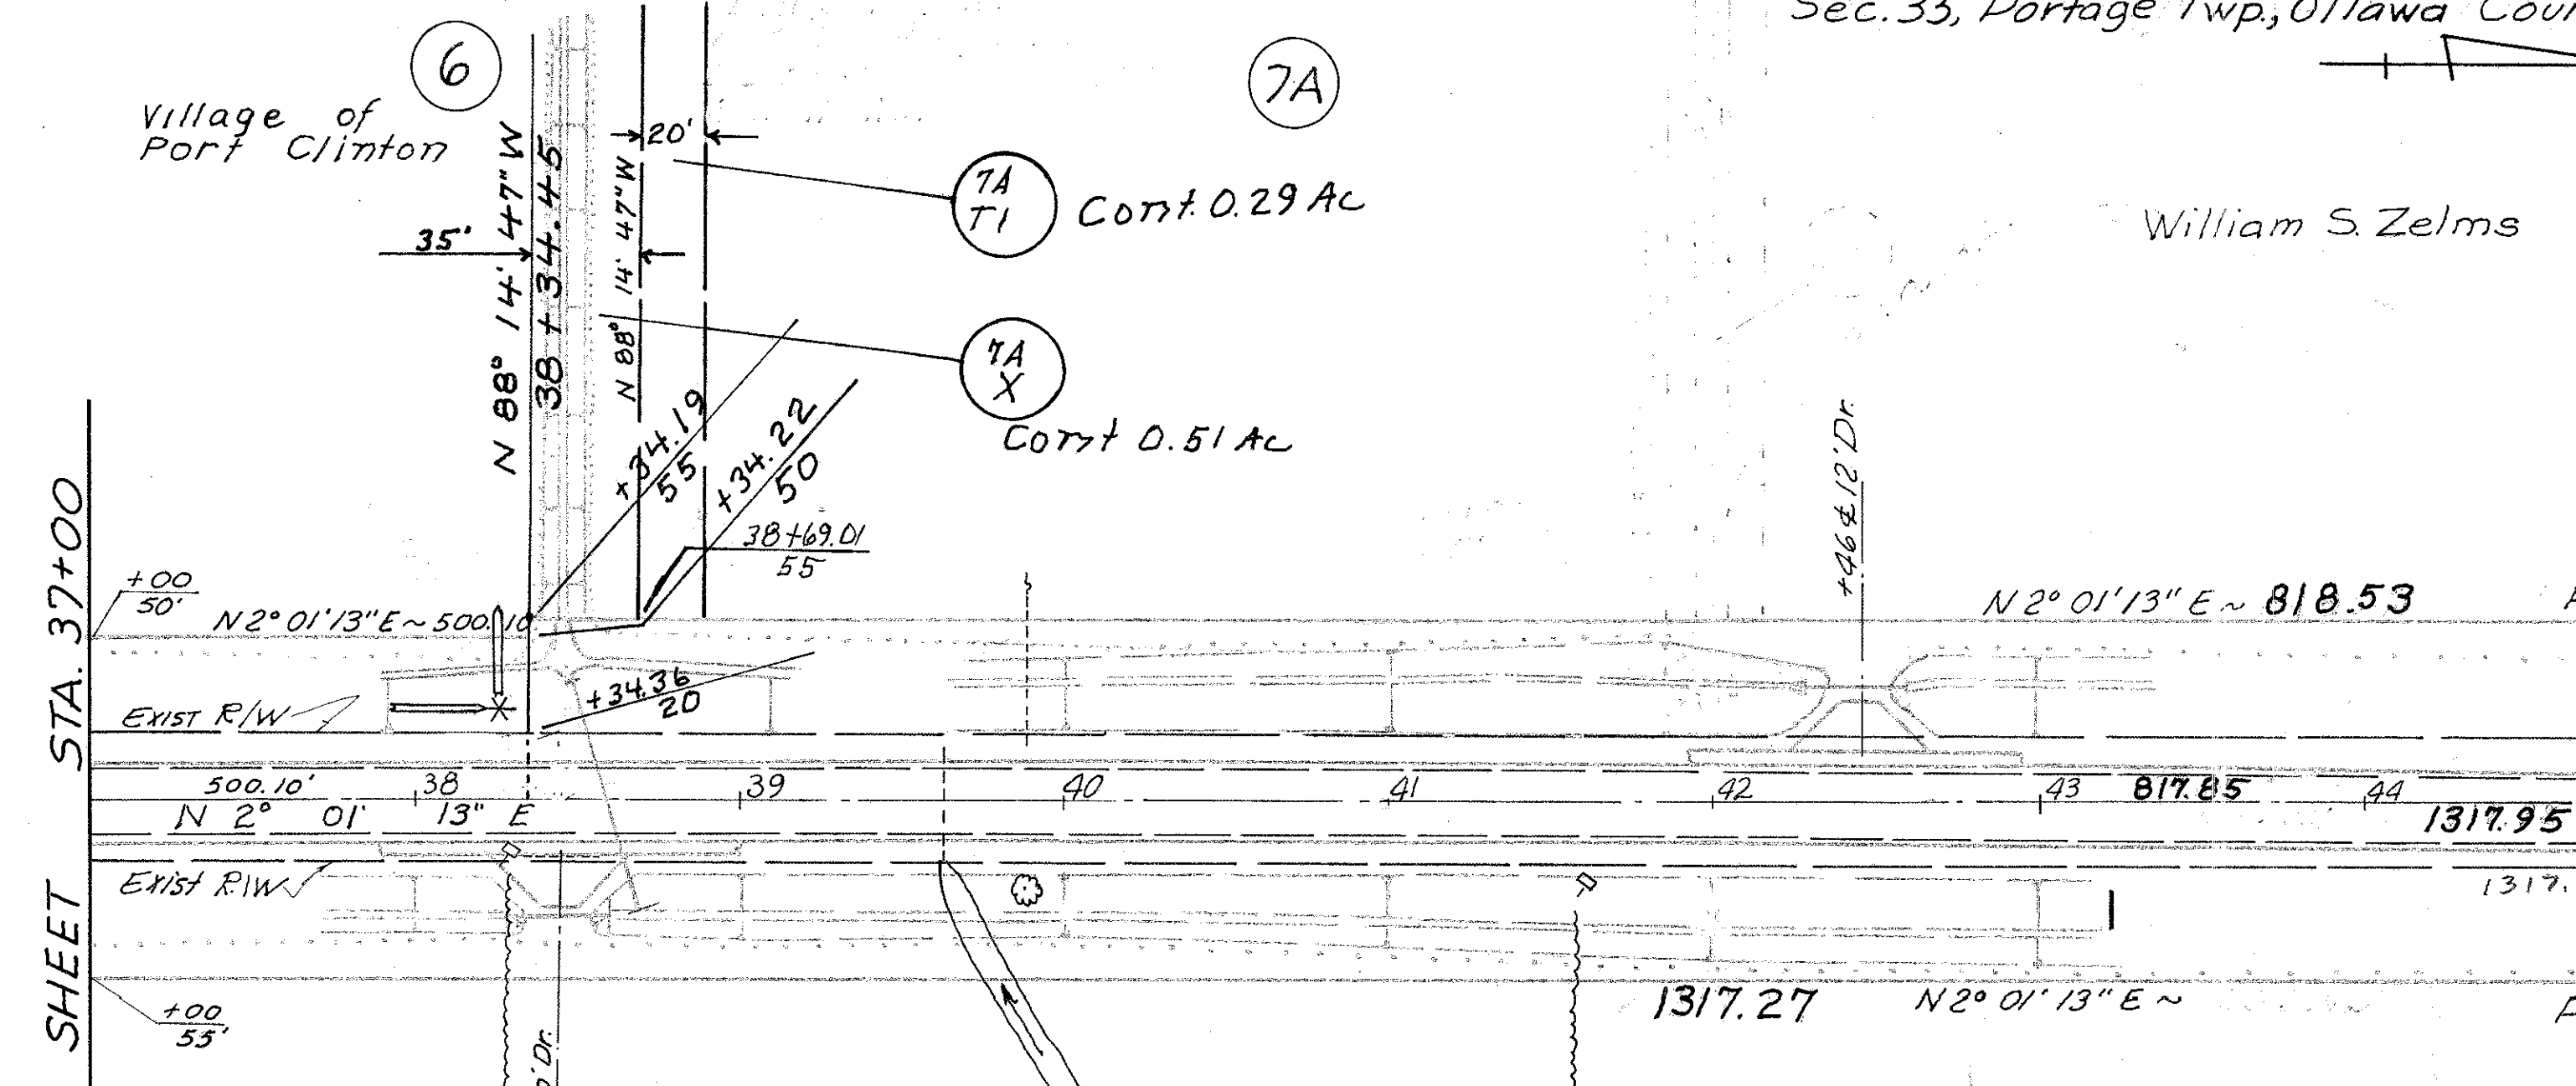 Sec. 33, Portage Twp., Ottawa
6
7A
Village of
Port Clinton
20'
7A
T1
Const. 0.29 Ac
William S. Zelms
35'
N 88° 14' 47" W
38 + 34.45
N 88° 14' 47" W
7A
X
Const 0.51 Ac
+34.19
55
+34.22
50
38+69.01
55
+46 ℄ 12' Dr.
STA. 37+00
+00
50'
N 2° 01' 13" E ~ 500.10
N 2° 01' 13" E ~ 818.53
+34.36
20
EXIST R/W
500.10'
38
39
40
41
42
43
817.85
44
N 2° 01' 13" E
1317.95
Exist R/W
1317.
SHEET
+00
55'
' Dr.
1317.27
N 2° 01' 13" E ~